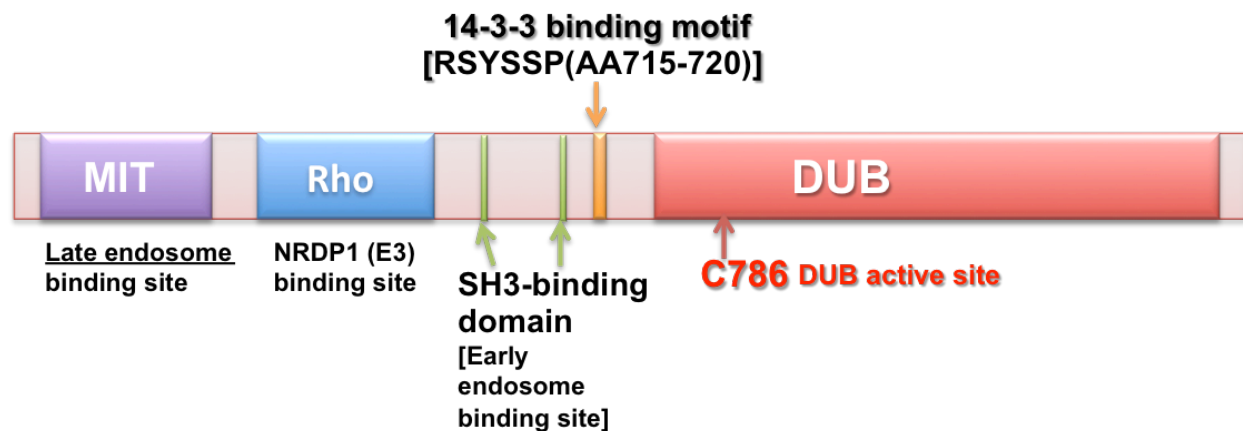 14-3-3 binding motif
[RSYSSP(AA715-720)]
MIT
Rho
DUB
Late endosome
binding site
NRDP1 (E3)
binding site
SH3-binding
domain
[Early
endosome
binding site]
C786 DUB active site